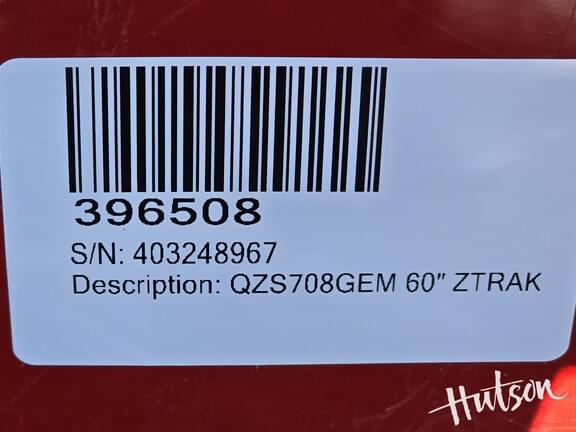 396508
S/N: 403248967
Description: QZS708GEM 60" ZTRAK
Hutson